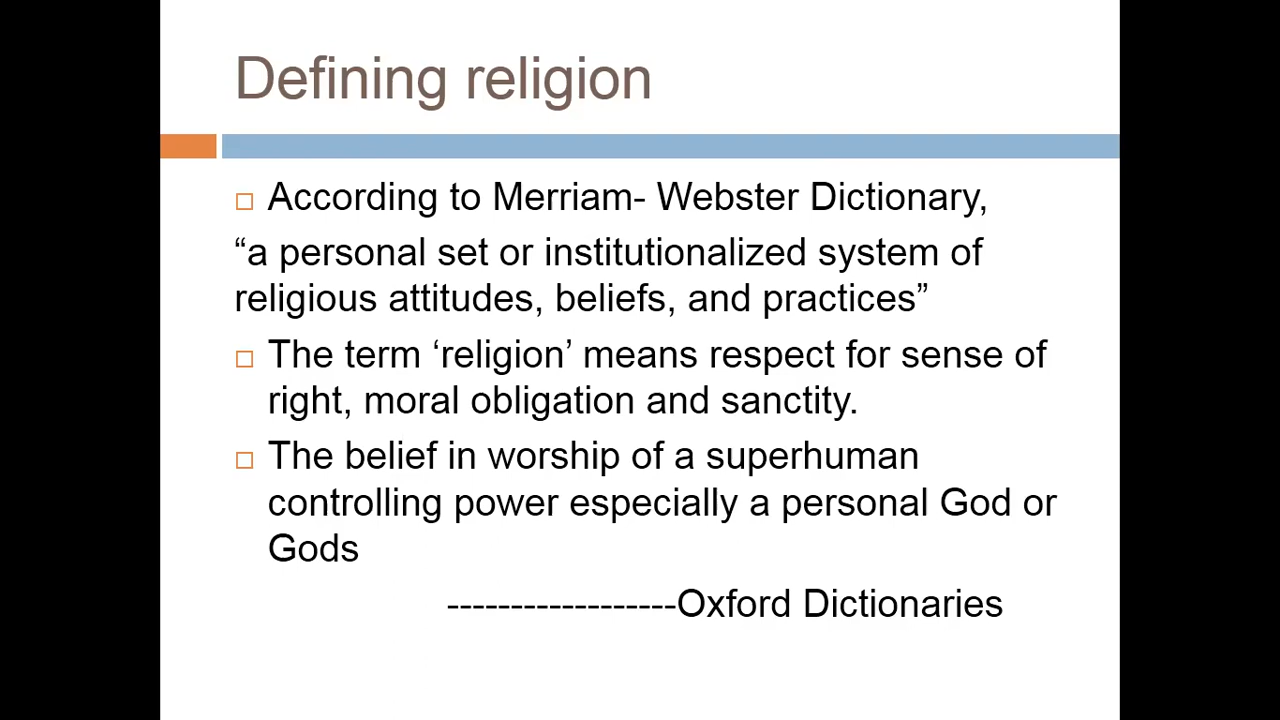 Defining religion
According to Merriam- Webster Dictionary,
“a personal set or institutionalized system of
religious attitudes, beliefs, and practices”
The term ‘religion’ means respect for sense of
right, moral obligation and sanctity.
The belief in worship of a superhuman
controlling power especially a personal God or
Gods
------------------Oxford Dictionaries